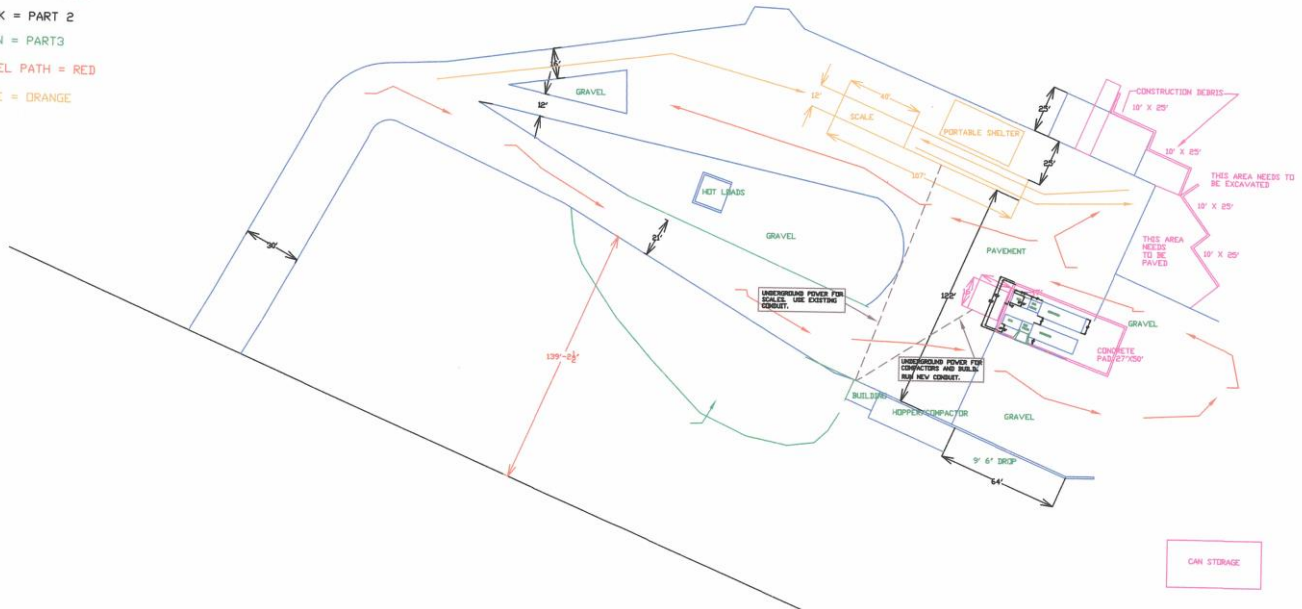 K = PART 2
N = PART3
EL PATH = RED
E = ORANGE
GRAVEL
12'
12'
SCALE
PORTABLE SHELTER
107'
25'
25'
CONSTRUCTION DEBRIS
10' X 25'
10' X 25'
THIS AREA NEEDS TO
BE EXCAVATED
10' X 25'
10' X 25'
THIS AREA
NEEDS
TO BE
PAVED
HOT LOADS
GRAVEL
PAVEMENT
30'
21'
122'
UNDERGROUND POWER FOR
SCALES. USE EXISTING
CONDUIT.
GRAVEL
CONCRETE
PAD 27'X50'
139'-2½"
UNDERGROUND POWER FOR
COMPACTORS AND BUILD.
RUN NEW CONDUIT.
BUILDING
HOPPER/COMPACTOR
GRAVEL
9' 6" DROP
64'
CAN STORAGE